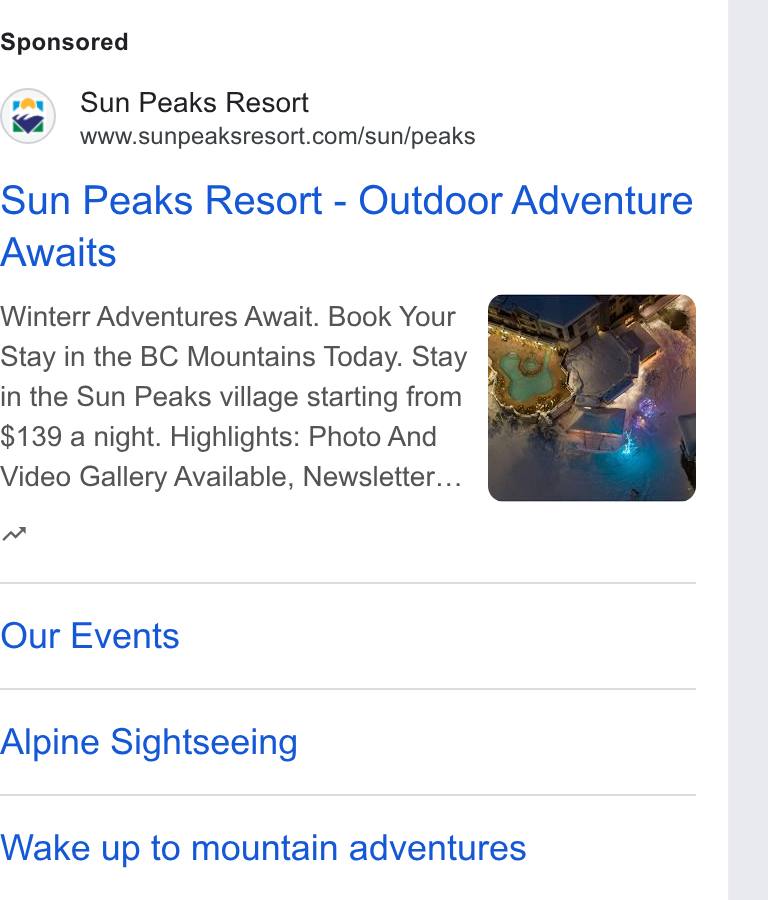 Sponsored
Sun Peaks Resort
www.sunpeaksresort.com/sun/peaks
Sun Peaks Resort - Outdoor Adventure
Awaits
Winterr Adventures Await. Book Your
Stay in the BC Mountains Today. Stay
in the Sun Peaks village starting from
$139 a night. Highlights: Photo And
Video Gallery Available, Newsletter…
Our Events
Alpine Sightseeing
Wake up to mountain adventures